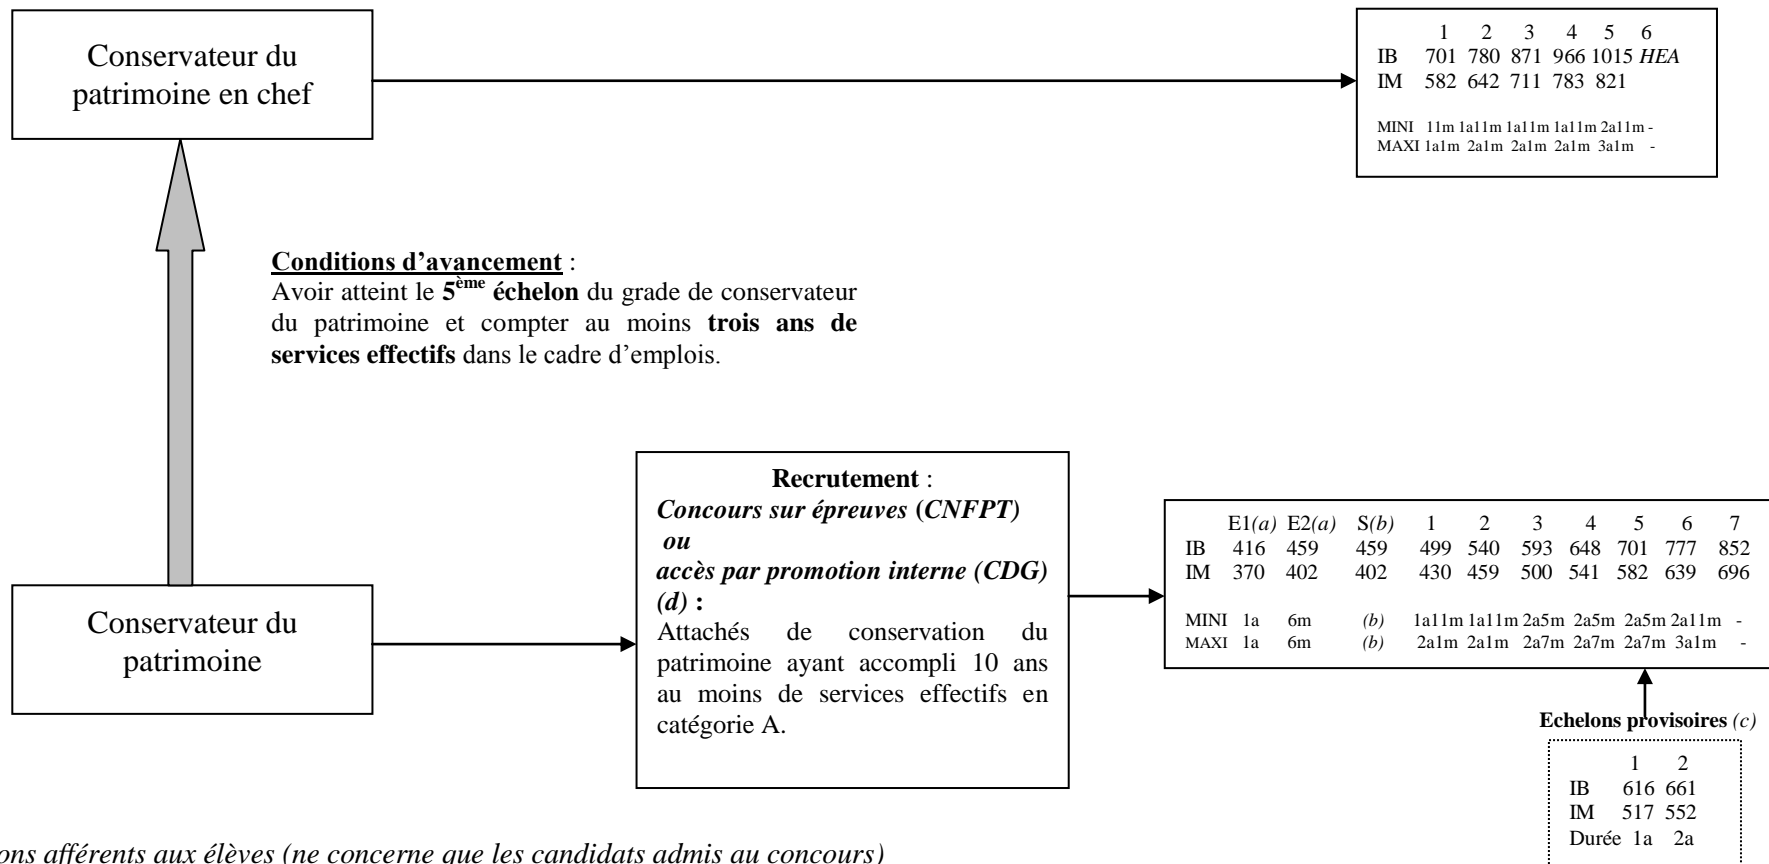 Conservateur du
patrimoine en chef
1 2 3 4 5 6
IB 701 780 871 966 1015 HEA
IM 582 642 711 783 821
MINI 11m 1a11m 1a11m 1a11m 2a11m -
MAXI 1a1m 2a1m 2a1m 2a1m 3a1m -
Conditions d’avancement :
Avoir atteint le 5ème échelon du grade de conservateur
du patrimoine et compter au moins trois ans de
services effectifs dans le cadre d’emplois.
Conservateur du
patrimoine
Recrutement :
Concours sur épreuves (CNFPT)
ou
accès par promotion interne (CDG)
(d) :
Attachés de conservation du
patrimoine ayant accompli 10 ans
au moins de services effectifs en
catégorie A.
E1(a) E2(a) S(b) 1 2 3 4 5 6 7
IB 416 459 459 499 540 593 648 701 777 852
IM 370 402 402 430 459 500 541 582 639 696
MINI 1a 6m (b) 1a11m 1a11m 2a5m 2a5m 2a5m 2a11m -
MAXI 1a 6m (b) 2a1m 2a1m 2a7m 2a7m 2a7m 3a1m -
Echelons provisoires (c)
1 2
IB 616 661
IM 517 552
Durée 1a 2a
ons afférents aux élèves (ne concerne que les candidats admis au concours)